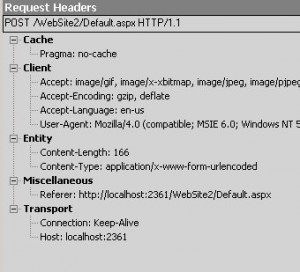 Request Headers
POST /WebSite2/Default.aspx HTTP/1.1
Cache
Pragma: no-cache
Client
Accept: image/gif, image/x-xbitmap, image/jpeg, image/pjpeg
Accept-Encoding: gzip, deflate
Accept-Language: en-us
User-Agent: Mozilla/4.0 (compatible; MSIE 6.0; Windows NT 5
Entity
Content-Length: 166
Content-Type: application/x-www-form-urlencoded
Miscellaneous
Referer: http://localhost:2361/WebSite2/Default.aspx
Transport
Connection: Keep-Alive
Host: localhost:2361